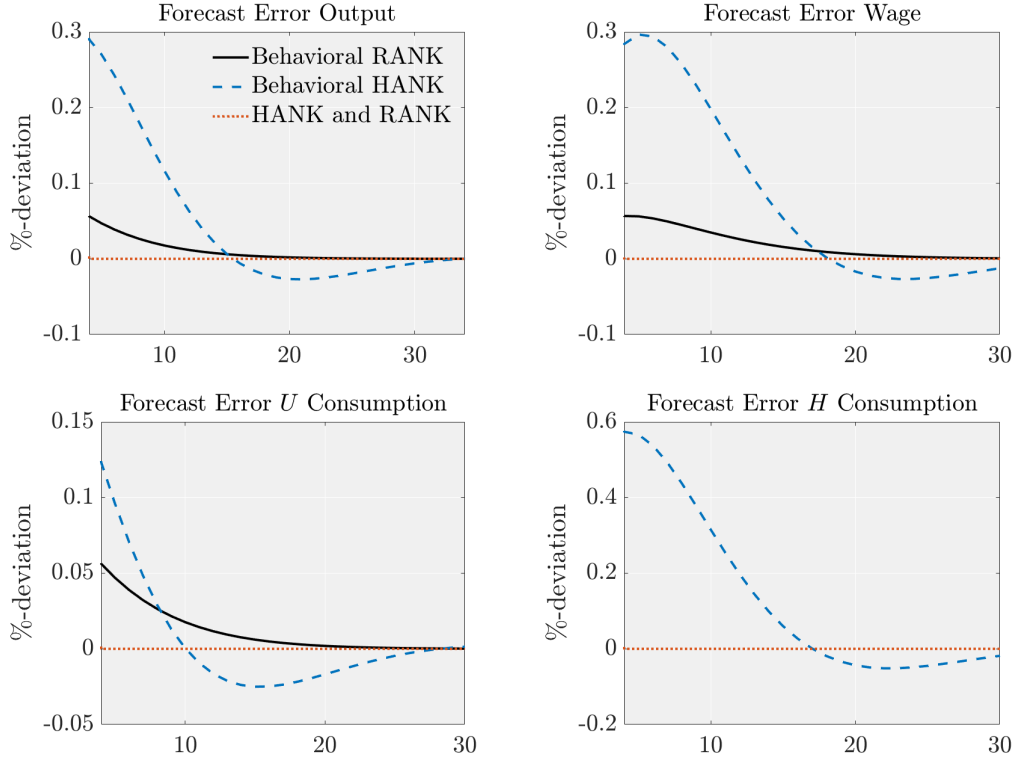 Forecast Error Output
%-deviation
0.3
0.2
0.1
0
-0.1
10
20
30
Behavioral RANK
Behavioral HANK
HANK and RANK
Forecast Error Wage
%-deviation
0.3
0.2
0.1
0
-0.1
10
20
30
Forecast Error U Consumption
%-deviation
0.15
0.1
0.05
0
-0.05
10
20
30
Forecast Error H Consumption
%-deviation
0.6
0.4
0.2
0
-0.2
10
20
30